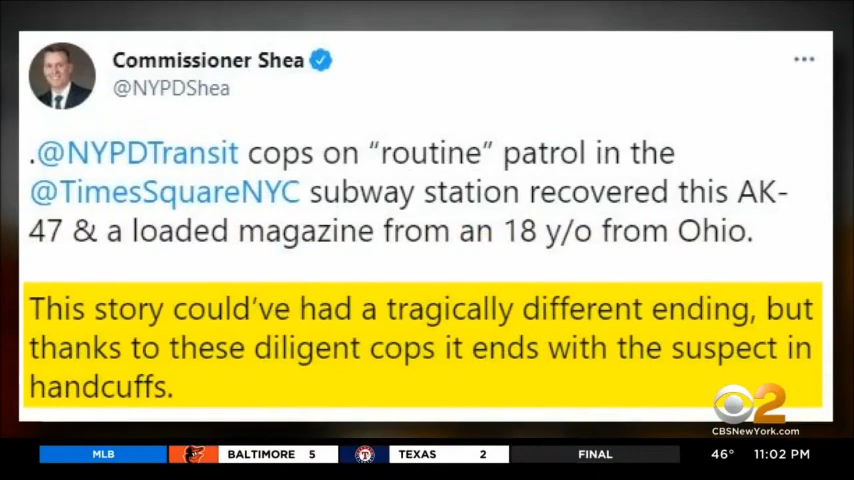 Commissioner Shea
@NYPDShea
.@NYPDTransit cops on “routine” patrol in the
@TimesSquareNYC subway station recovered this AK-
47 & a loaded magazine from an 18 y/o from Ohio.
This story could’ve had a tragically different ending, but
thanks to these diligent cops it ends with the suspect in
handcuffs.
2
CBSNewYork.com
MLB BALTIMORE 5 TEXAS 2 FINAL 46° 11:02 PM